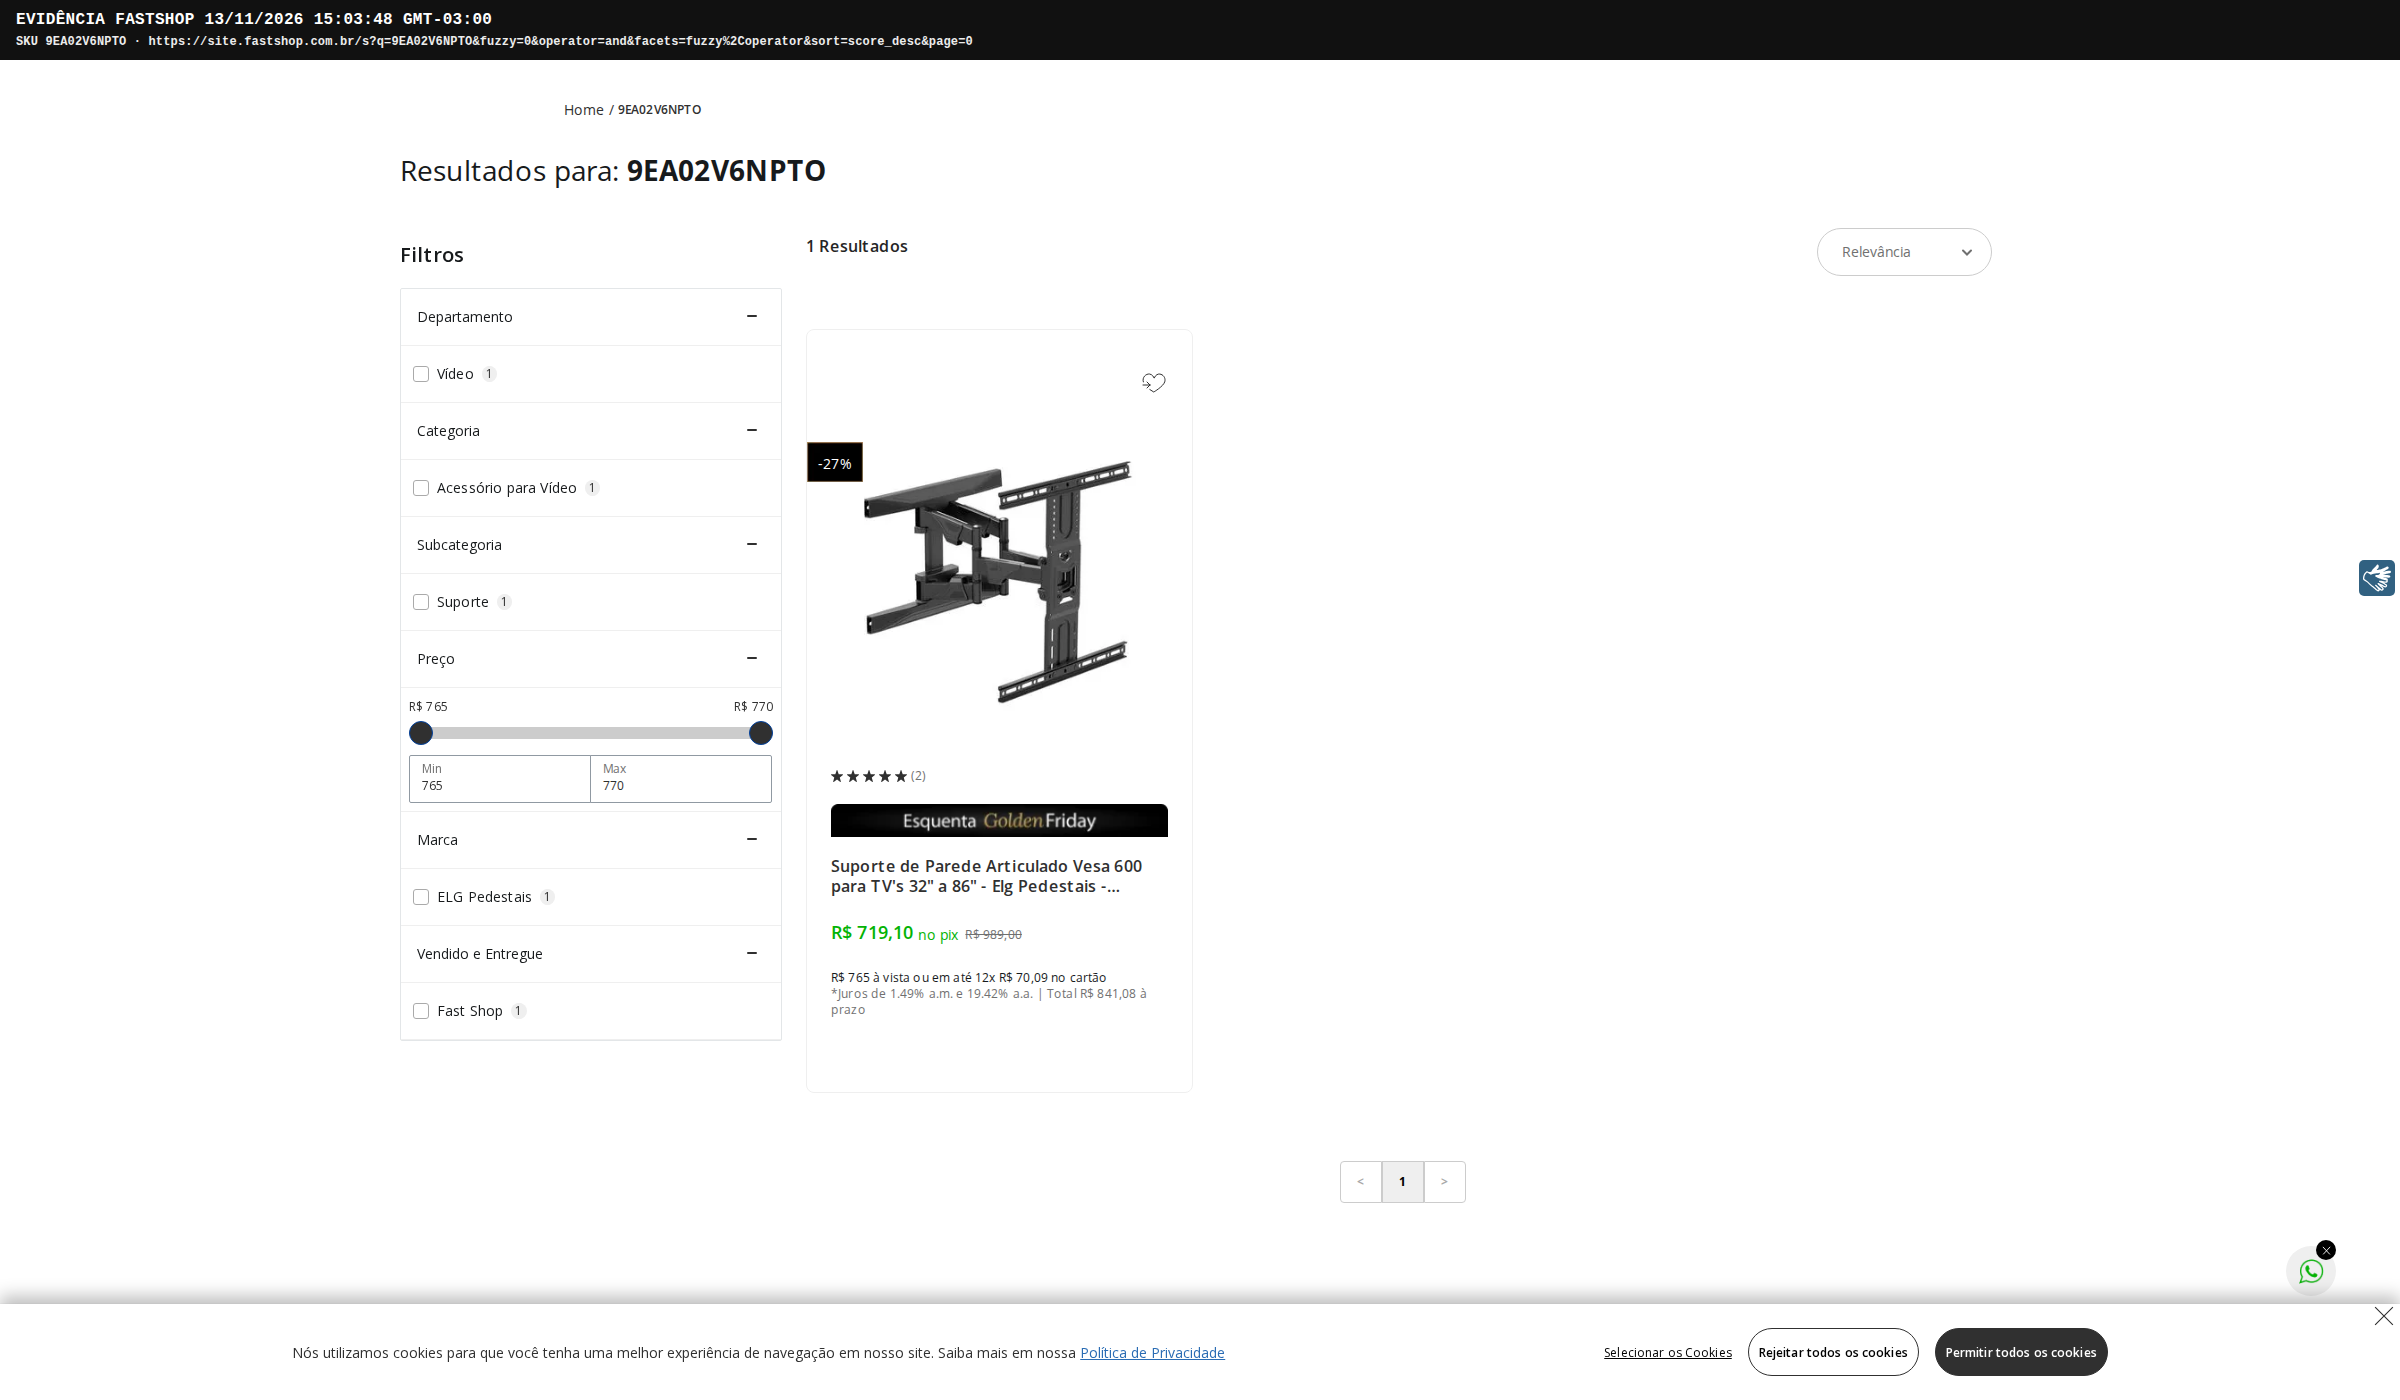 EVIDÊNCIA FASTSHOP 13/11/2026 15:03:48 GMT-03:00
SKU 9EA02V6NPTO · https://site.fastshop.com.br/s?q=9EA02V6NPTO&fuzzy=0&operator=and&facets=fuzzy%2Coperator&sort=score_desc&page=0
Home / 9EA02V6NPTO
Resultados para: 9EA02V6NPTO
Filtros
1 Resultados
Relevância
Departamento
Vídeo 1
Categoria
Acessório para Vídeo 1
Subcategoria
Suporte 1
Preço
R$ 765 R$ 770
Min
765
Max
770
Marca
ELG Pedestais 1
Vendido e Entregue
Fast Shop 1
-27%
(2)
Esquenta Golden Friday
Suporte de Parede Articulado Vesa 600
para TV's 32" a 86" - Elg Pedestais -...
R$ 719,10 no pix R$ 989,00
R$ 765 à vista ou em até 12x R$ 70,09 no cartão
*Juros de 1.49% a.m. e 19.42% a.a. | Total R$ 841,08 à
prazo
< 1 >
Nós utilizamos cookies para que você tenha uma melhor experiência de navegação em nosso site. Saiba mais em nossa Política de Privacidade
Selecionar os Cookies
Rejeitar todos os cookies
Permitir todos os cookies